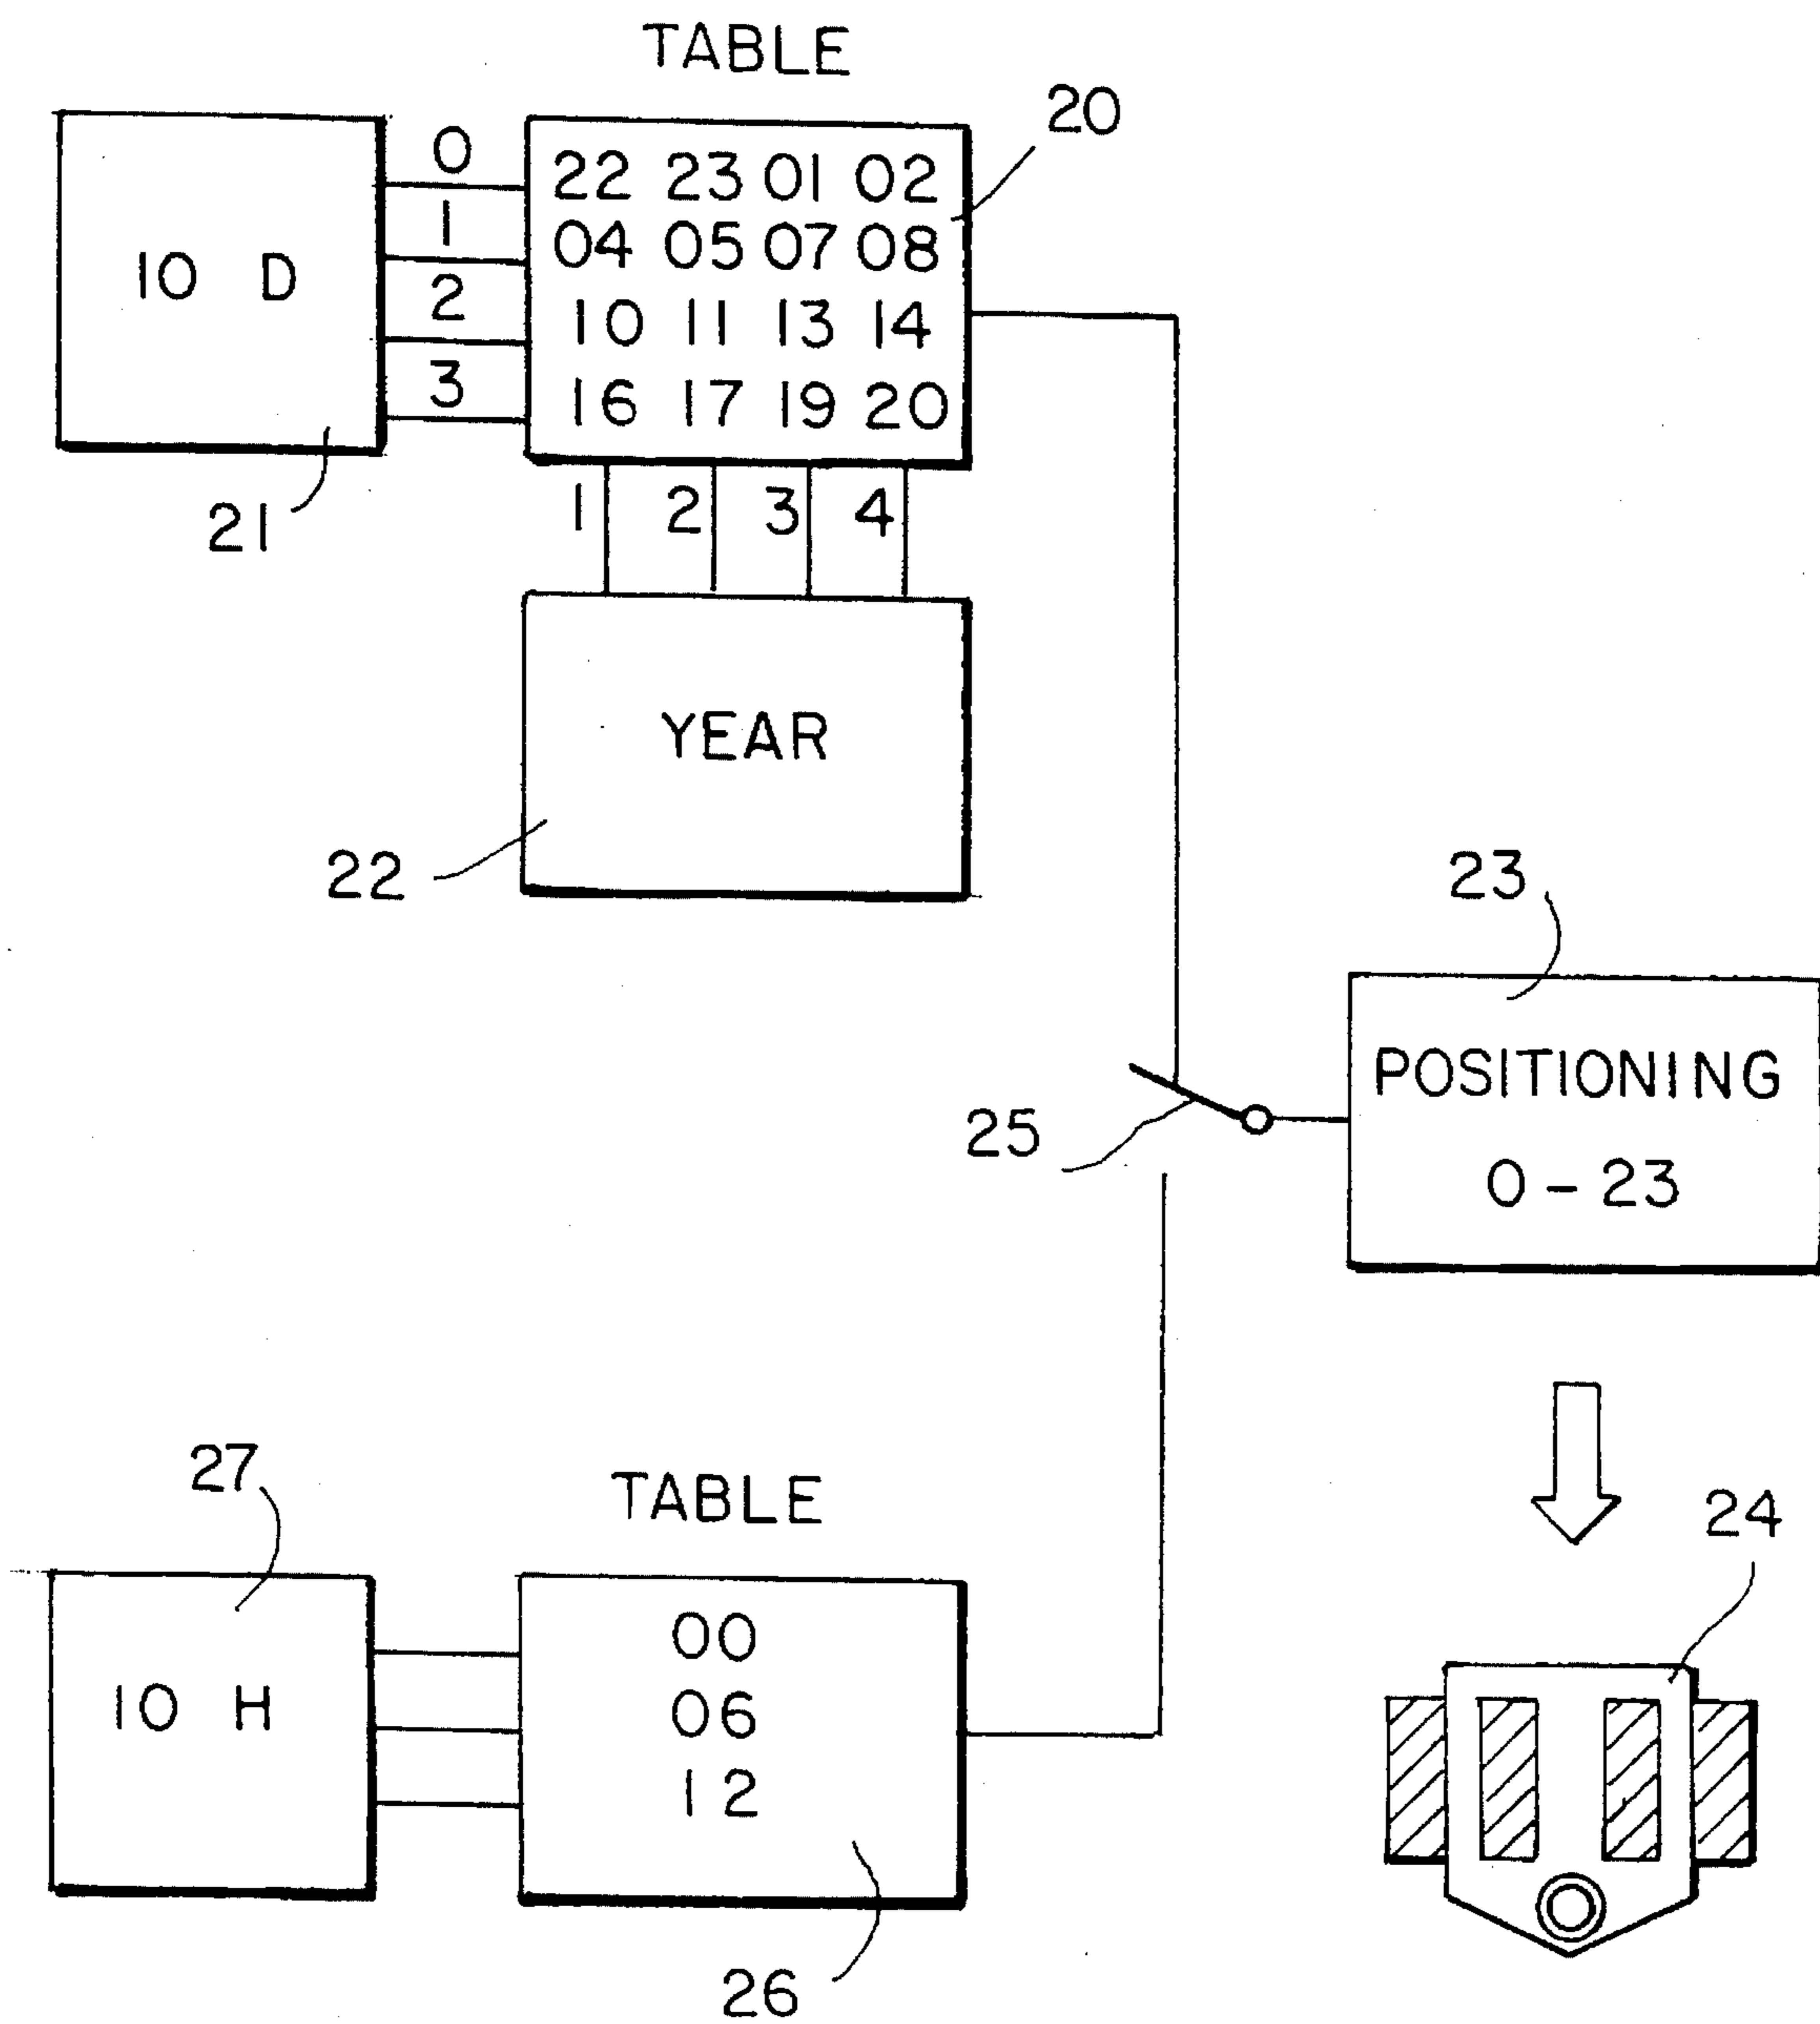 TABLE
20
0
22 23 01 02
1
04 05 07 08
10 D
2
10 11 13 14
3
16 17 19 20
21
1 2 3 4
YEAR
22
23
POSITIONING
0 – 23
25
27
TABLE
24
00
10 H
06
12
26